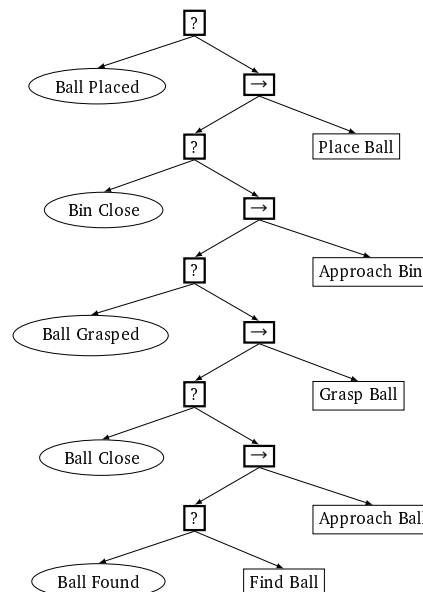 ?
Ball Placed
→
?
Place Ball
Bin Close
→
?
Approach Bin
Ball Grasped
→
?
Grasp Ball
Ball Close
→
?
Approach Ball
Ball Found
Find Ball